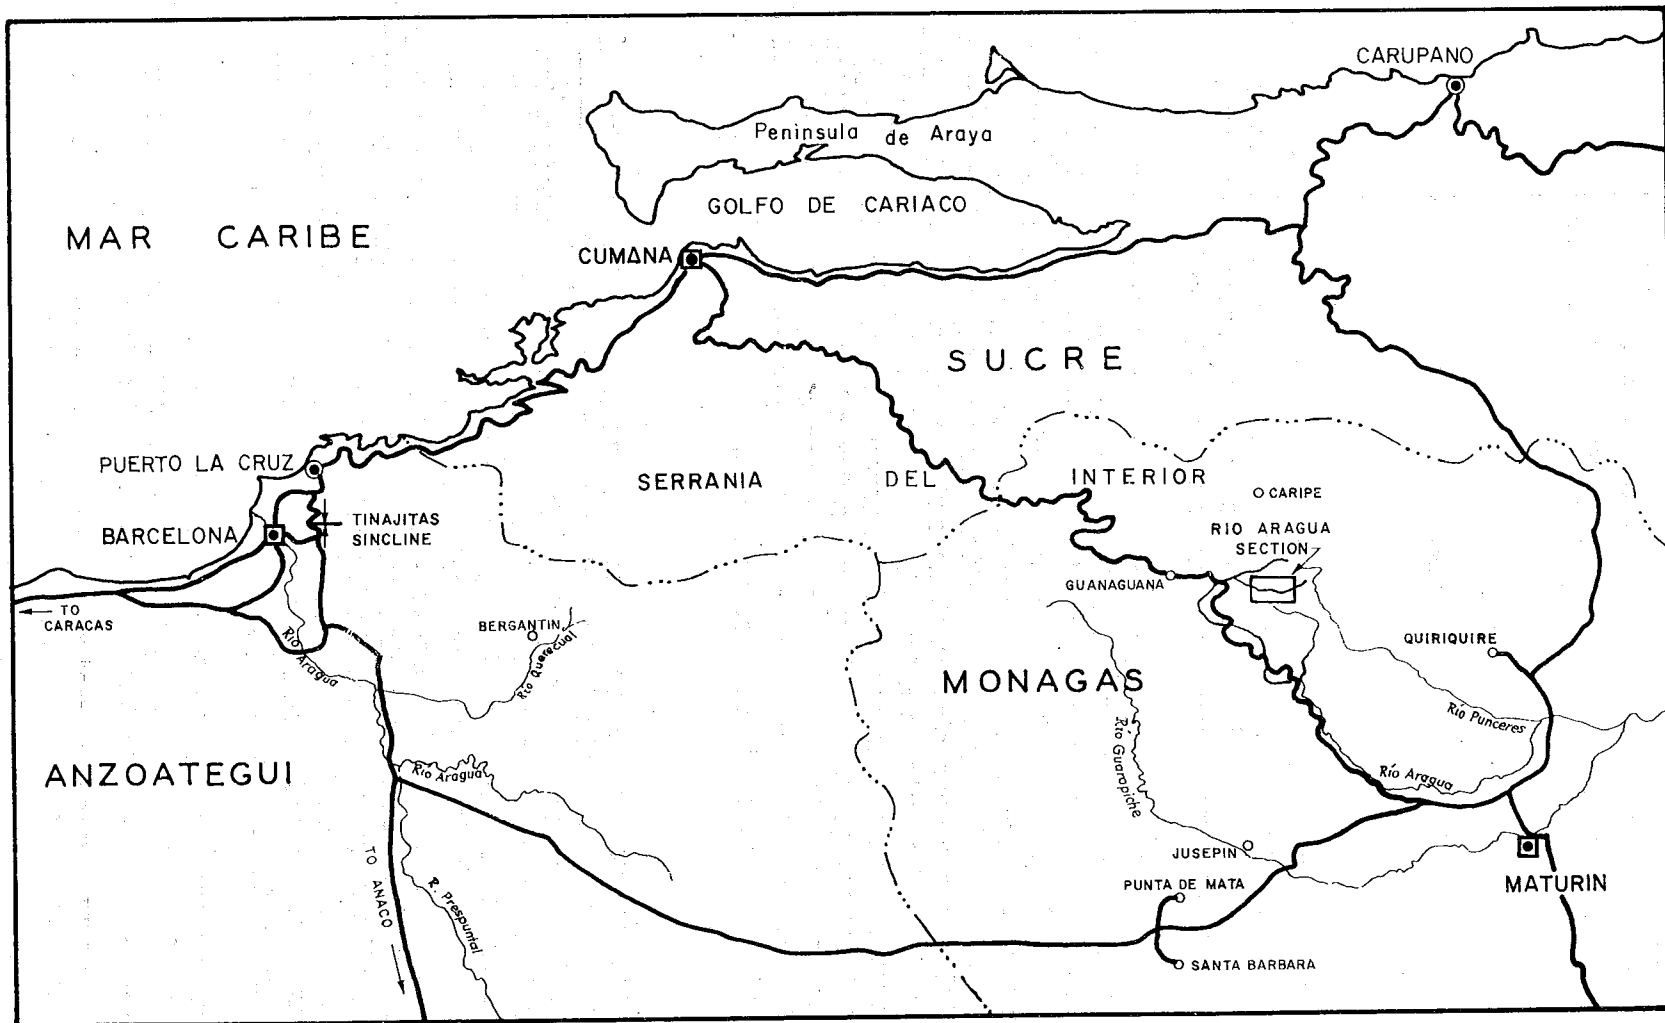 CARUPANO
Peninsula de Araya
GOLFO DE CARIACO
MAR CARIBE
CUMANA
SUCRE
PUERTO LA CRUZ
SERRANIA DEL INTERIOR
CARIPE
TINAJITAS
SINCLINE
BARCELONA
RIO ARAGUA
SECTION
GUANAGUANA
TO
CARACAS
BERGANTIN
Río Querecual
Río Aragua
QUIRIQUIRE
MONAGAS
Río Punceres
Río Guarapiche
ANZOATEGUI
Río Aragua
Río Aragua
TO ANACO
R. Prespuntal
JUSEPIN
PUNTA DE MATA
MATURIN
SANTA BARBARA